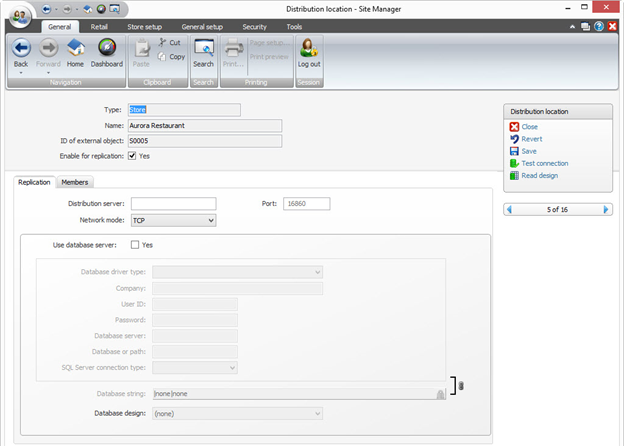 Distribution location - Site Manager
General Retail Store setup General setup Security Tools
Back Forward Home Dashboard Paste Cut Copy Search Print... Page setup... Print preview Log out
Navigation Clipboard Search Printing Session
Type: Store
Name: Aurora Restaurant
ID of external object: S0005
Enable for replication: Yes
Distribution location
Close
Revert
Save
Test connection
Read design
5 of 16
Replication Members
Distribution server: Port: 16860
Network mode: TCP
Use database server: Yes
Database driver type:
Company:
User ID:
Password:
Database server:
Database or path:
SQL Server connection type:
Database string: |none|none
Database design: (none)